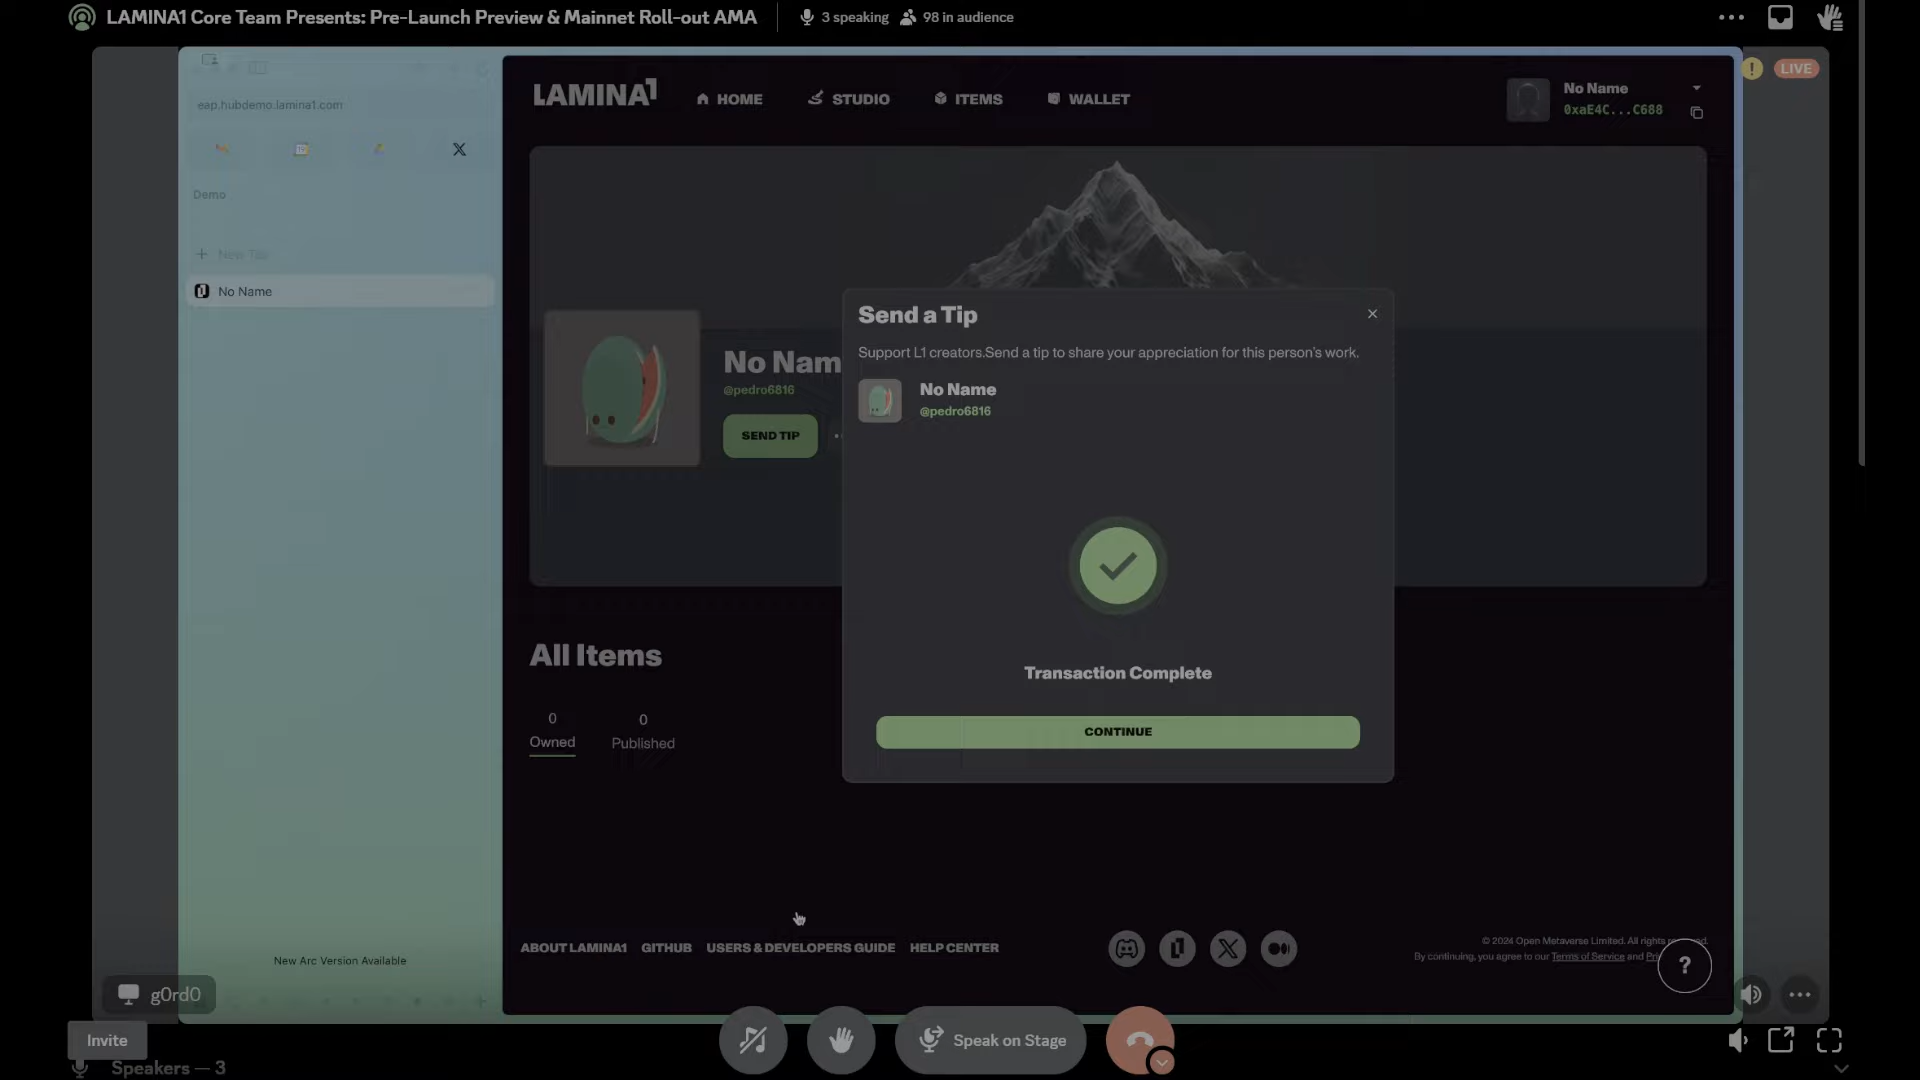 LAMINA1 Core Team Presents: Pre-Launch Preview & Mainnet Roll-out AMA
3 speaking
98 in audience
LIVE
eap.hubdemo.lamina1.com
Demo
New Tab
No Name
New Arc Version Available
LAMINA1
HOME
STUDIO
ITEMS
WALLET
No Name
0xaE4C...C688
No Nam
@pedro6816
SEND TIP
Send a Tip
Support L1 creators.Send a tip to share your appreciation for this person's work.
No Name
@pedro6816
Transaction Complete
CONTINUE
All Items
0
Owned
0
Published
ABOUT LAMINA1
GITHUB
USERS & DEVELOPERS GUIDE
HELP CENTER
© 2024 Open Metaverse Limited. All rights
By continuing, you agree to our Terms of Service and
?
g0rd0
Invite
Speak on Stage
Speakers — 3